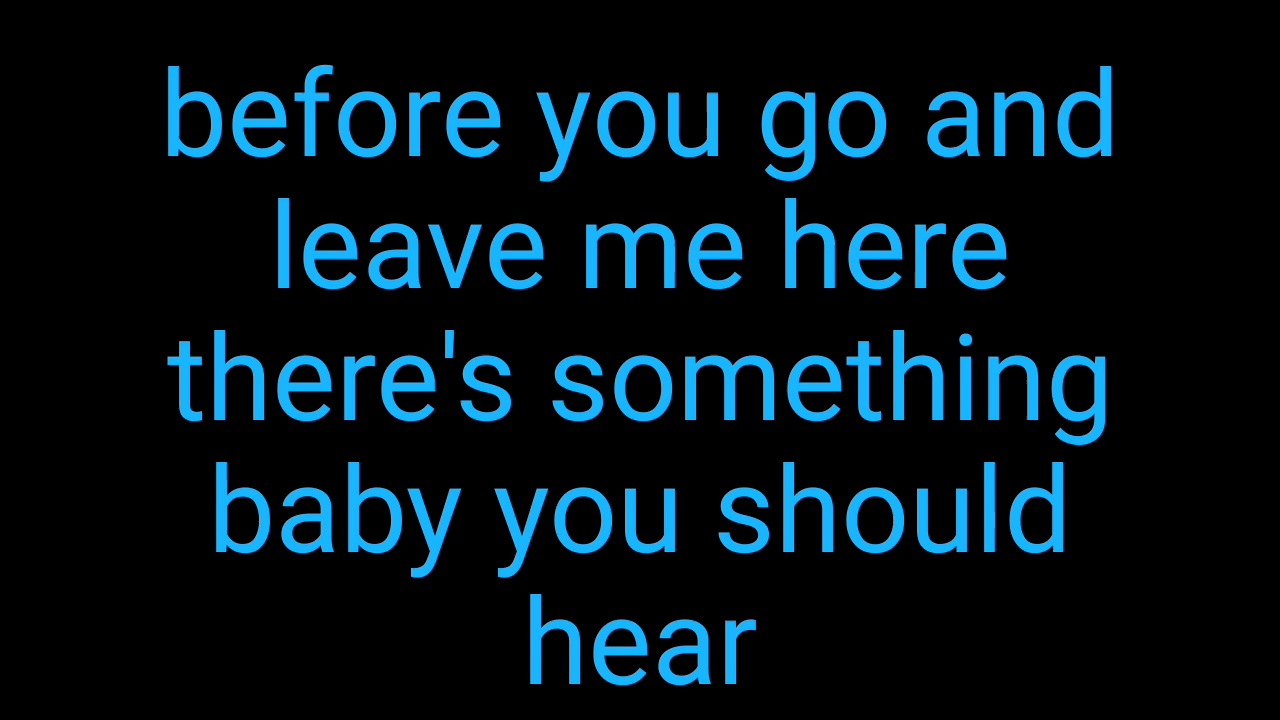 before you go and
leave me here
there's something
baby you should
hear